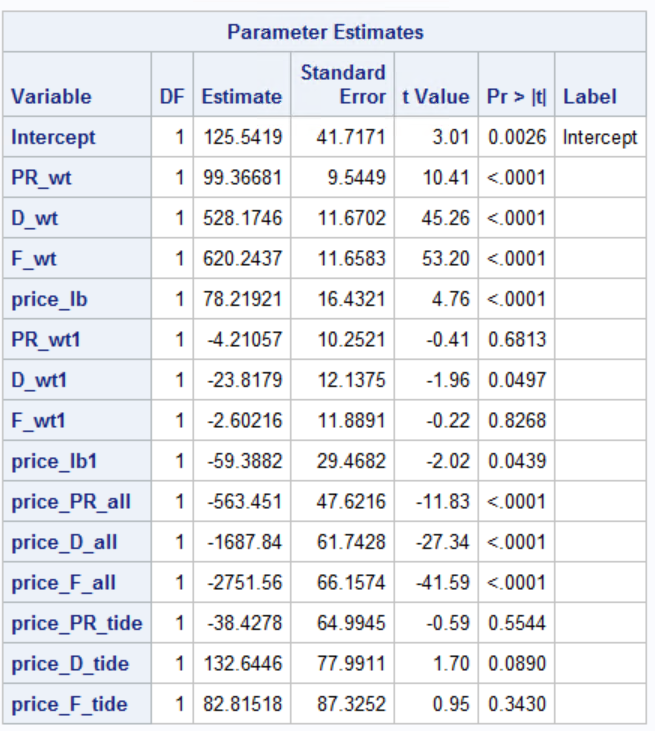 Parameter Estimates
Variable DF Estimate Standard Error t Value Pr > |t| Label
Intercept 1 125.5419 41.7171 3.01 0.0026 Intercept
PR_wt 1 99.36681 9.5449 10.41 <.0001
D_wt 1 528.1746 11.6702 45.26 <.0001
F_wt 1 620.2437 11.6583 53.20 <.0001
price_lb 1 78.21921 16.4321 4.76 <.0001
PR_wt1 1 -4.21057 10.2521 -0.41 0.6813
D_wt1 1 -23.8179 12.1375 -1.96 0.0497
F_wt1 1 -2.60216 11.8891 -0.22 0.8268
price_lb1 1 -59.3882 29.4682 -2.02 0.0439
price_PR_all 1 -563.451 47.6216 -11.83 <.0001
price_D_all 1 -1687.84 61.7428 -27.34 <.0001
price_F_all 1 -2751.56 66.1574 -41.59 <.0001
price_PR_tide 1 -38.4278 64.9945 -0.59 0.5544
price_D_tide 1 132.6446 77.9911 1.70 0.0890
price_F_tide 1 82.81518 87.3252 0.95 0.3430